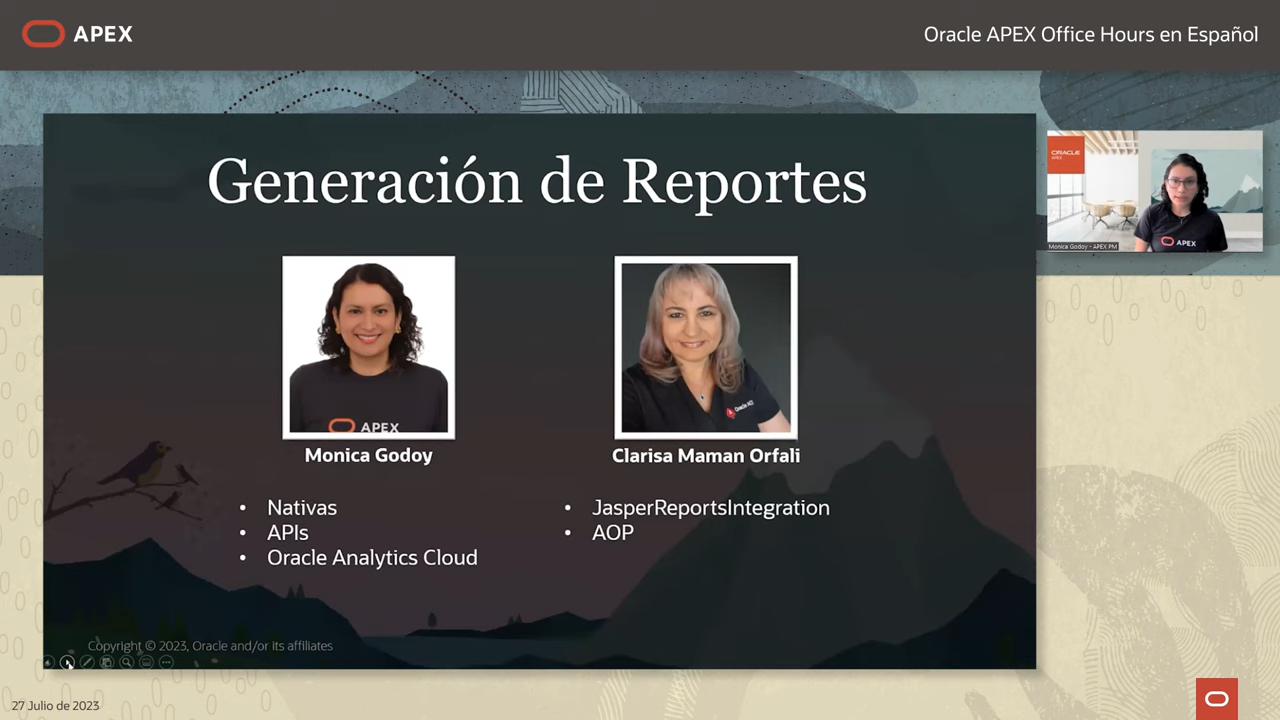 APEX
Oracle APEX Office Hours en Español
Generación de Reportes
ORACLE
APEX
APEX
Monica Godoy - APEX PM
APEX
Monica Godoy
Clarisa Maman Orfali
• Nativas
• APIs
• Oracle Analytics Cloud
• JasperReportsIntegration
• AOP
Copyright © 2023, Oracle and/or its affiliates
27 Julio de 2023